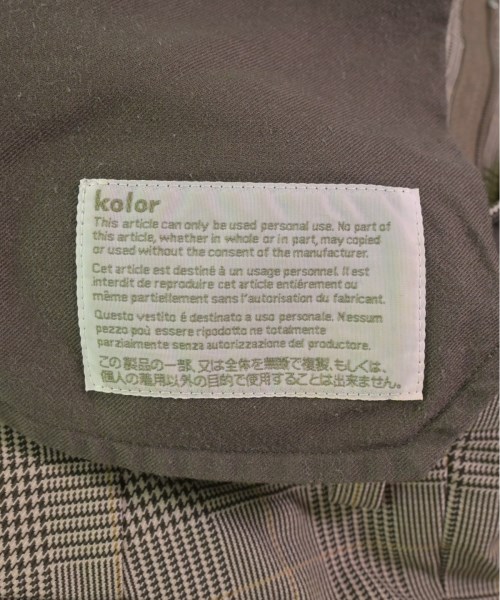 kolor
This article can only be used personal use. No part of
this article, whether in whole or in part, may copied
or used without the consent of the manufacturer.
Cet article est destiné à un usage personnel. Il est
interdit de reproduire cet article entiérement ou
même partiellement sans l'autorisation du fabricant.
Questo vestito é destinato a uso personale. Nessum
pezzo poù essere ripodotto ne totalmente
parzialmente senza autorizzazione del productore.
この製品の一部、又は全体を無断で複製、もしくは、
個人の着用以外の目的で使用することは出来ません。